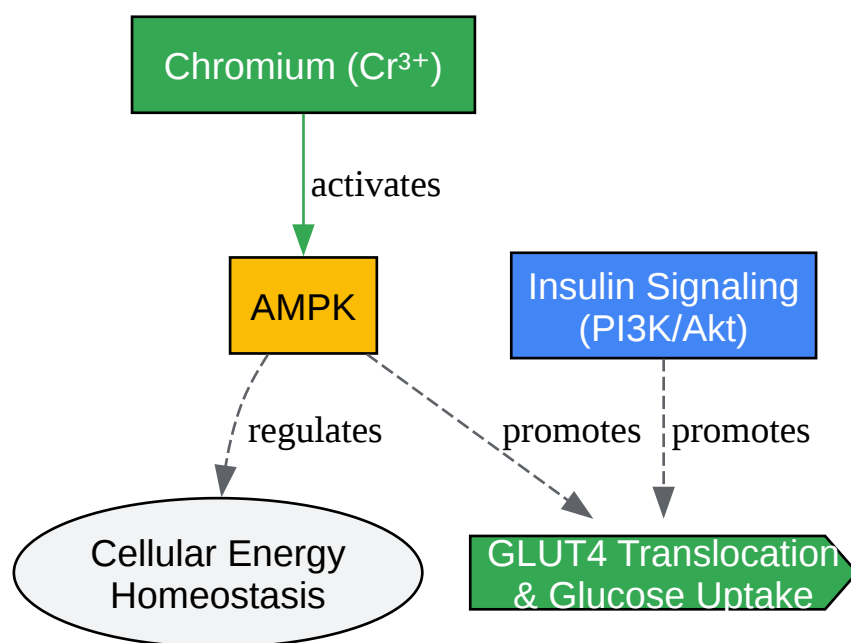 Chromium (Cr³⁺)
activates
AMPK
Insulin Signaling
(PI3K/Akt)
regulates
promotes
promotes
Cellular Energy
Homeostasis
GLUT4 Translocation
& Glucose Uptake